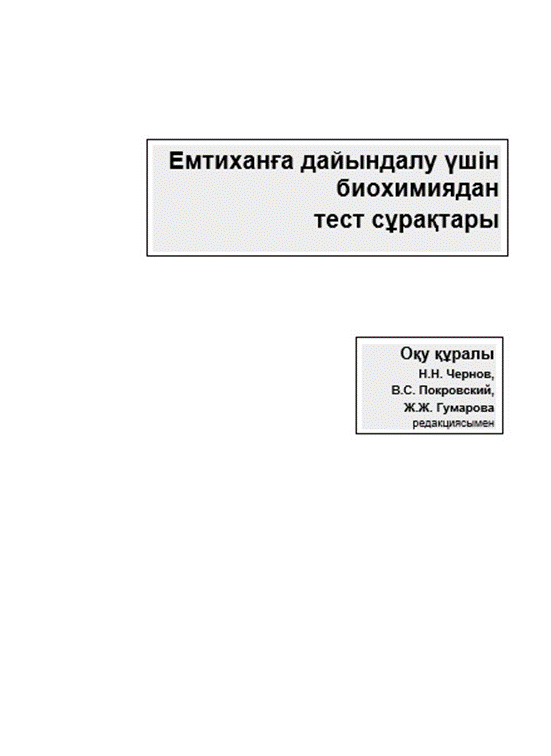 Емтиханға дайындалу үшін
биохимиядан
тест сұрақтары
Оқу құралы
Н.Н. Чернов,
В.С. Покровский,
Ж.Ж. Гумарова
редакциясымен